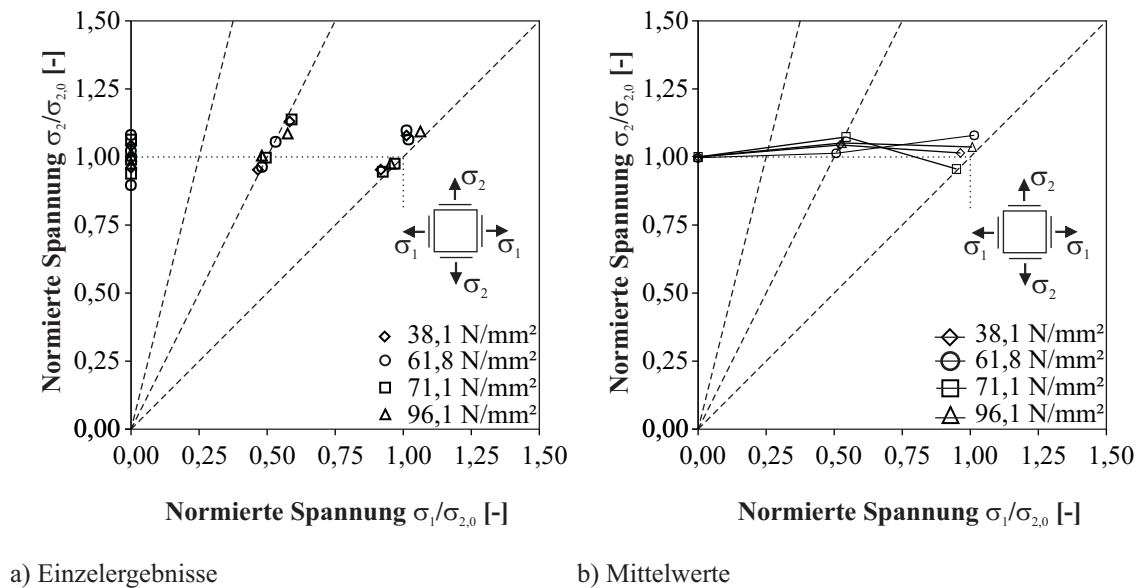 Normierte Spannung σ₂/σ₂,₀ [-]
1,50
1,25
1,00
0,75
0,50
0,25
0,00
0,00 0,25 0,50 0,75 1,00 1,25 1,50
Normierte Spannung σ₁/σ₂,₀ [-]
σ₂
σ₁ σ₁
σ₂
38,1 N/mm²
61,8 N/mm²
71,1 N/mm²
96,1 N/mm²
a) Einzelergebnisse
Normierte Spannung σ₂/σ₂,₀ [-]
1,50
1,25
1,00
0,75
0,50
0,25
0,00
0,00 0,25 0,50 0,75 1,00 1,25 1,50
Normierte Spannung σ₁/σ₂,₀ [-]
σ₂
σ₁ σ₁
σ₂
38,1 N/mm²
61,8 N/mm²
71,1 N/mm²
96,1 N/mm²
b) Mittelwerte